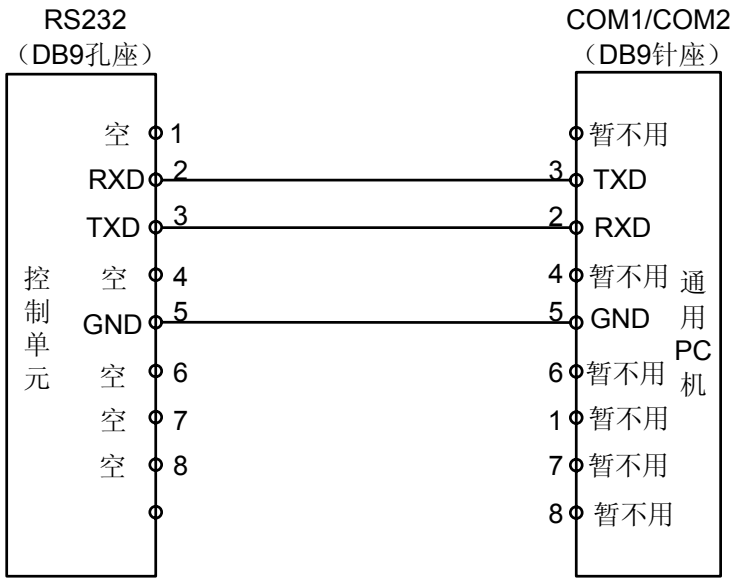 RS232
（DB9孔座）
COM1/COM2
（DB9针座）
空 1
暂不用
RXD 2
3 TXD
TXD 3
2 RXD
空 4
4 暂不用
GND 5
5 GND
空 6
6 暂不用
空 7
1 暂不用
空 8
7 暂不用
8 暂不用
控
制
单
元
通
用
PC
机